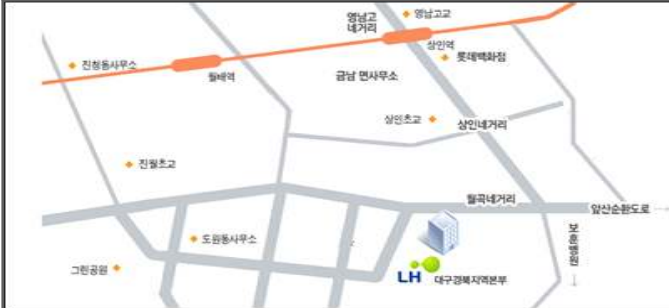 영남고
네거리
영남고교
상인역
롯데백화점
진청동사무소
월배역
금남 면사무소
상인초교
상인네거리
진월초교
월곡네거리
앞산순환도로
도원동사무소
보훈병원
그린공원
LH 대구경북지역본부